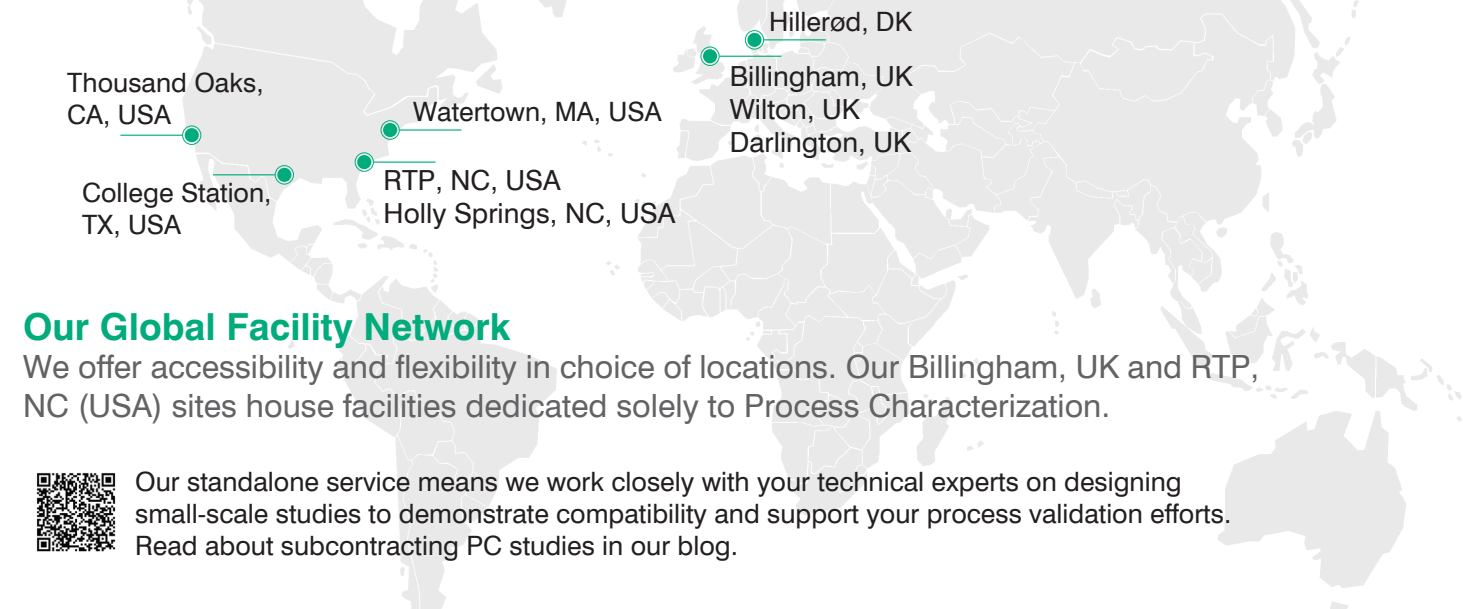 Hillerød, DK
Thousand Oaks,
CA, USA
Watertown, MA, USA
Billingham, UK
Wilton, UK
Darlington, UK
College Station,
TX, USA
RTP, NC, USA
Holly Springs, NC, USA
Our Global Facility Network
We offer accessibility and flexibility in choice of locations. Our Billingham, UK and RTP,
NC (USA) sites house facilities dedicated solely to Process Characterization.
Our standalone service means we work closely with your technical experts on designing
small-scale studies to demonstrate compatibility and support your process validation efforts.
Read about subcontracting PC studies in our blog.